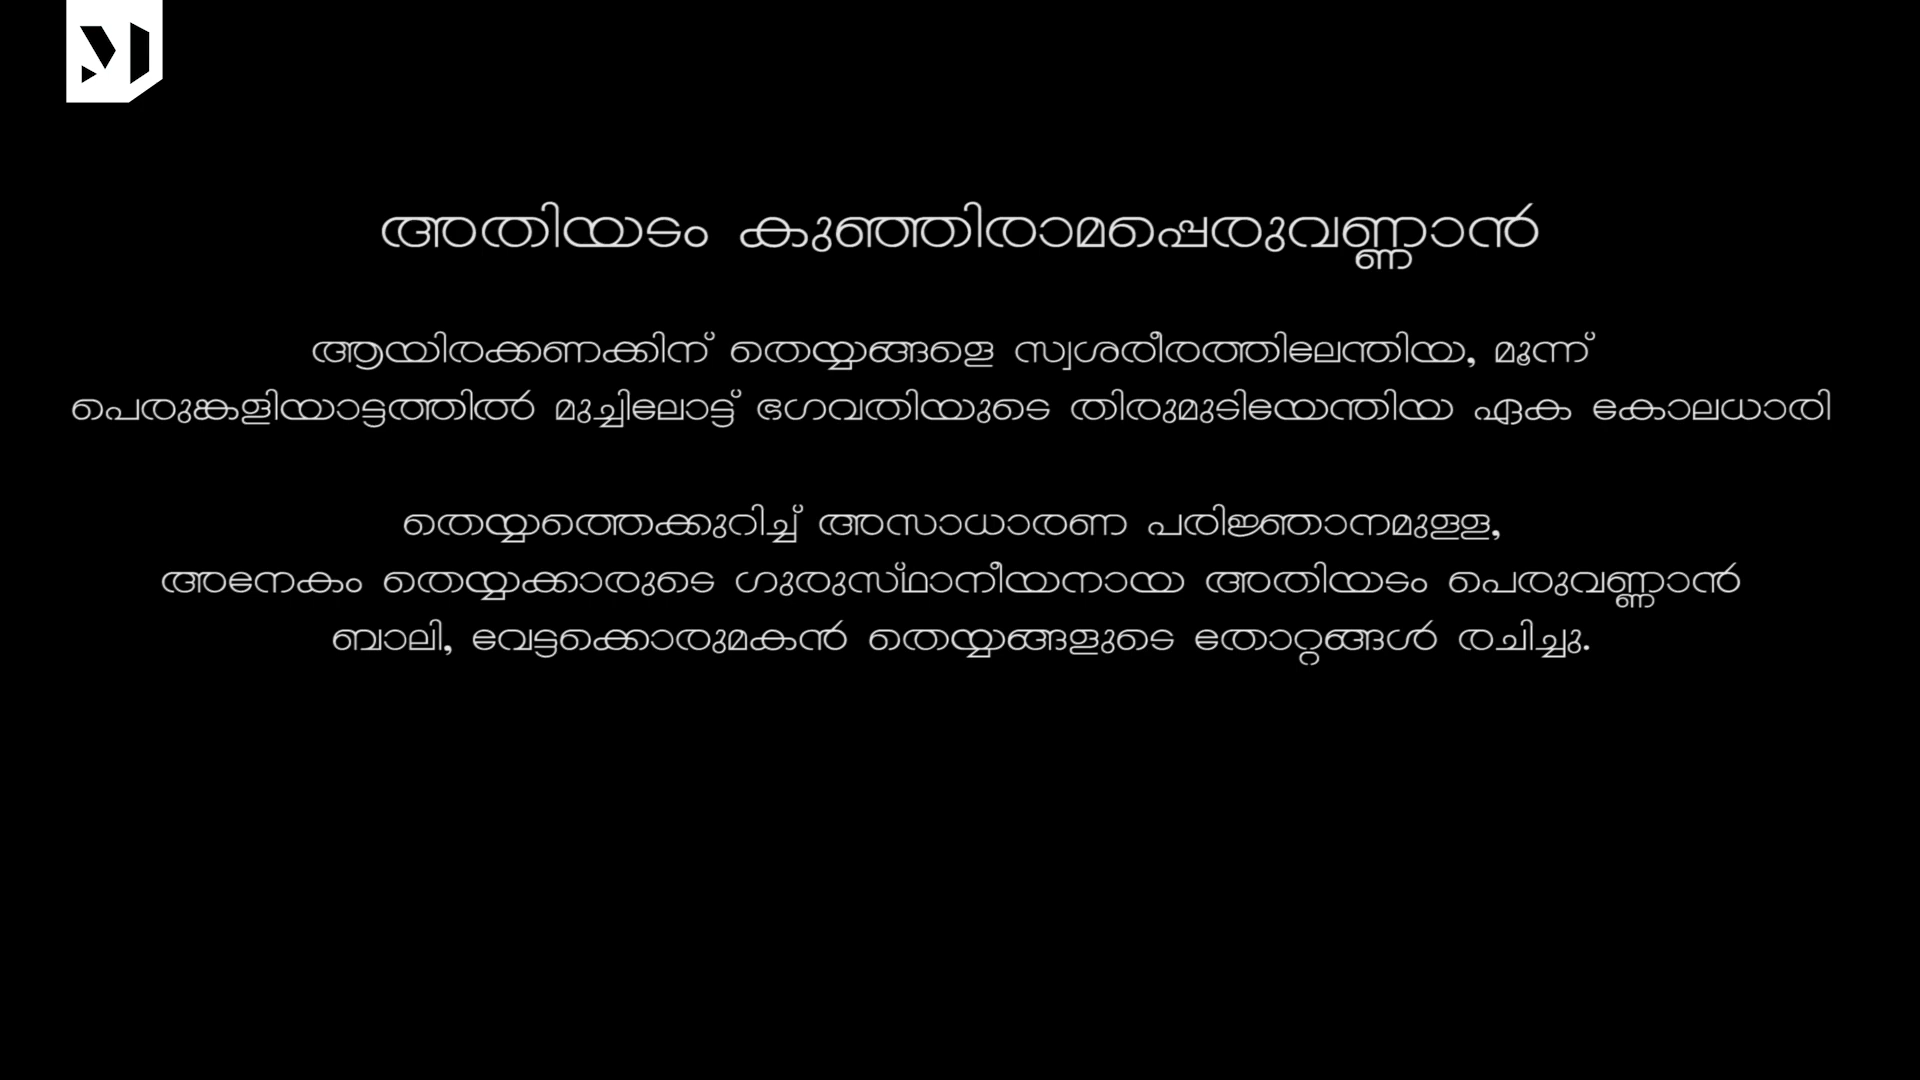 അതിയടം കുഞ്ഞിരാമപ്പെരുവണ്ണാൻ
ആയിരക്കണക്കിന് തെയ്യങ്ങളെ സ്വശരീരത്തിലേന്തിയ, മൂന്ന്
പെരുങ്കളിയാട്ടത്തിൽ മുച്ചിലോട്ട് ഭഗവതിയുടെ തിരുമുടിയേന്തിയ ഏക കോലധാരി
തെയ്യത്തെക്കുറിച്ച് അസാധാരണ പരിജ്ഞാനമുള്ള,
അനേകം തെയ്യക്കാരുടെ ഗുരുസ്ഥാനീയനായ അതിയടം പെരുവണ്ണാൻ
ബാലി, വേട്ടക്കൊരുമകൻ തെയ്യങ്ങളുടെ തോറ്റങ്ങൾ രചിച്ചു.